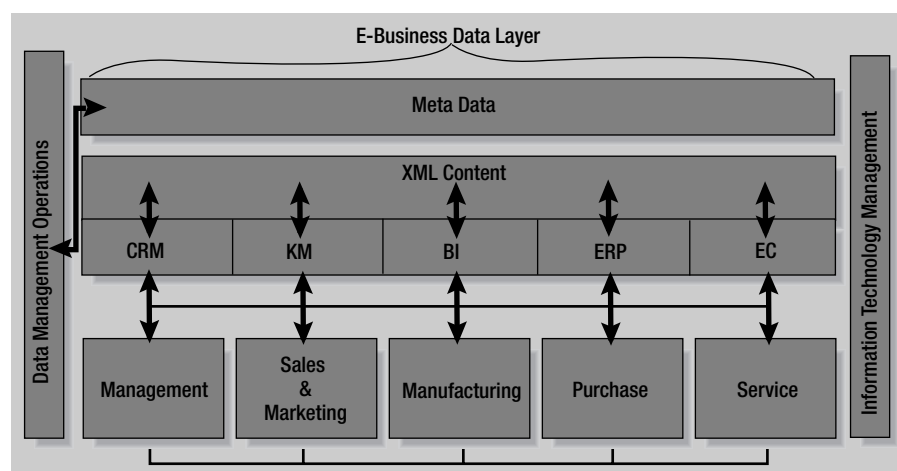 E-Business Data Layer
Meta Data
XML Content
CRM
KM
BI
ERP
EC
Management
Sales
&
Marketing
Manufacturing
Purchase
Service
Data Management Operations
Information Technology Management